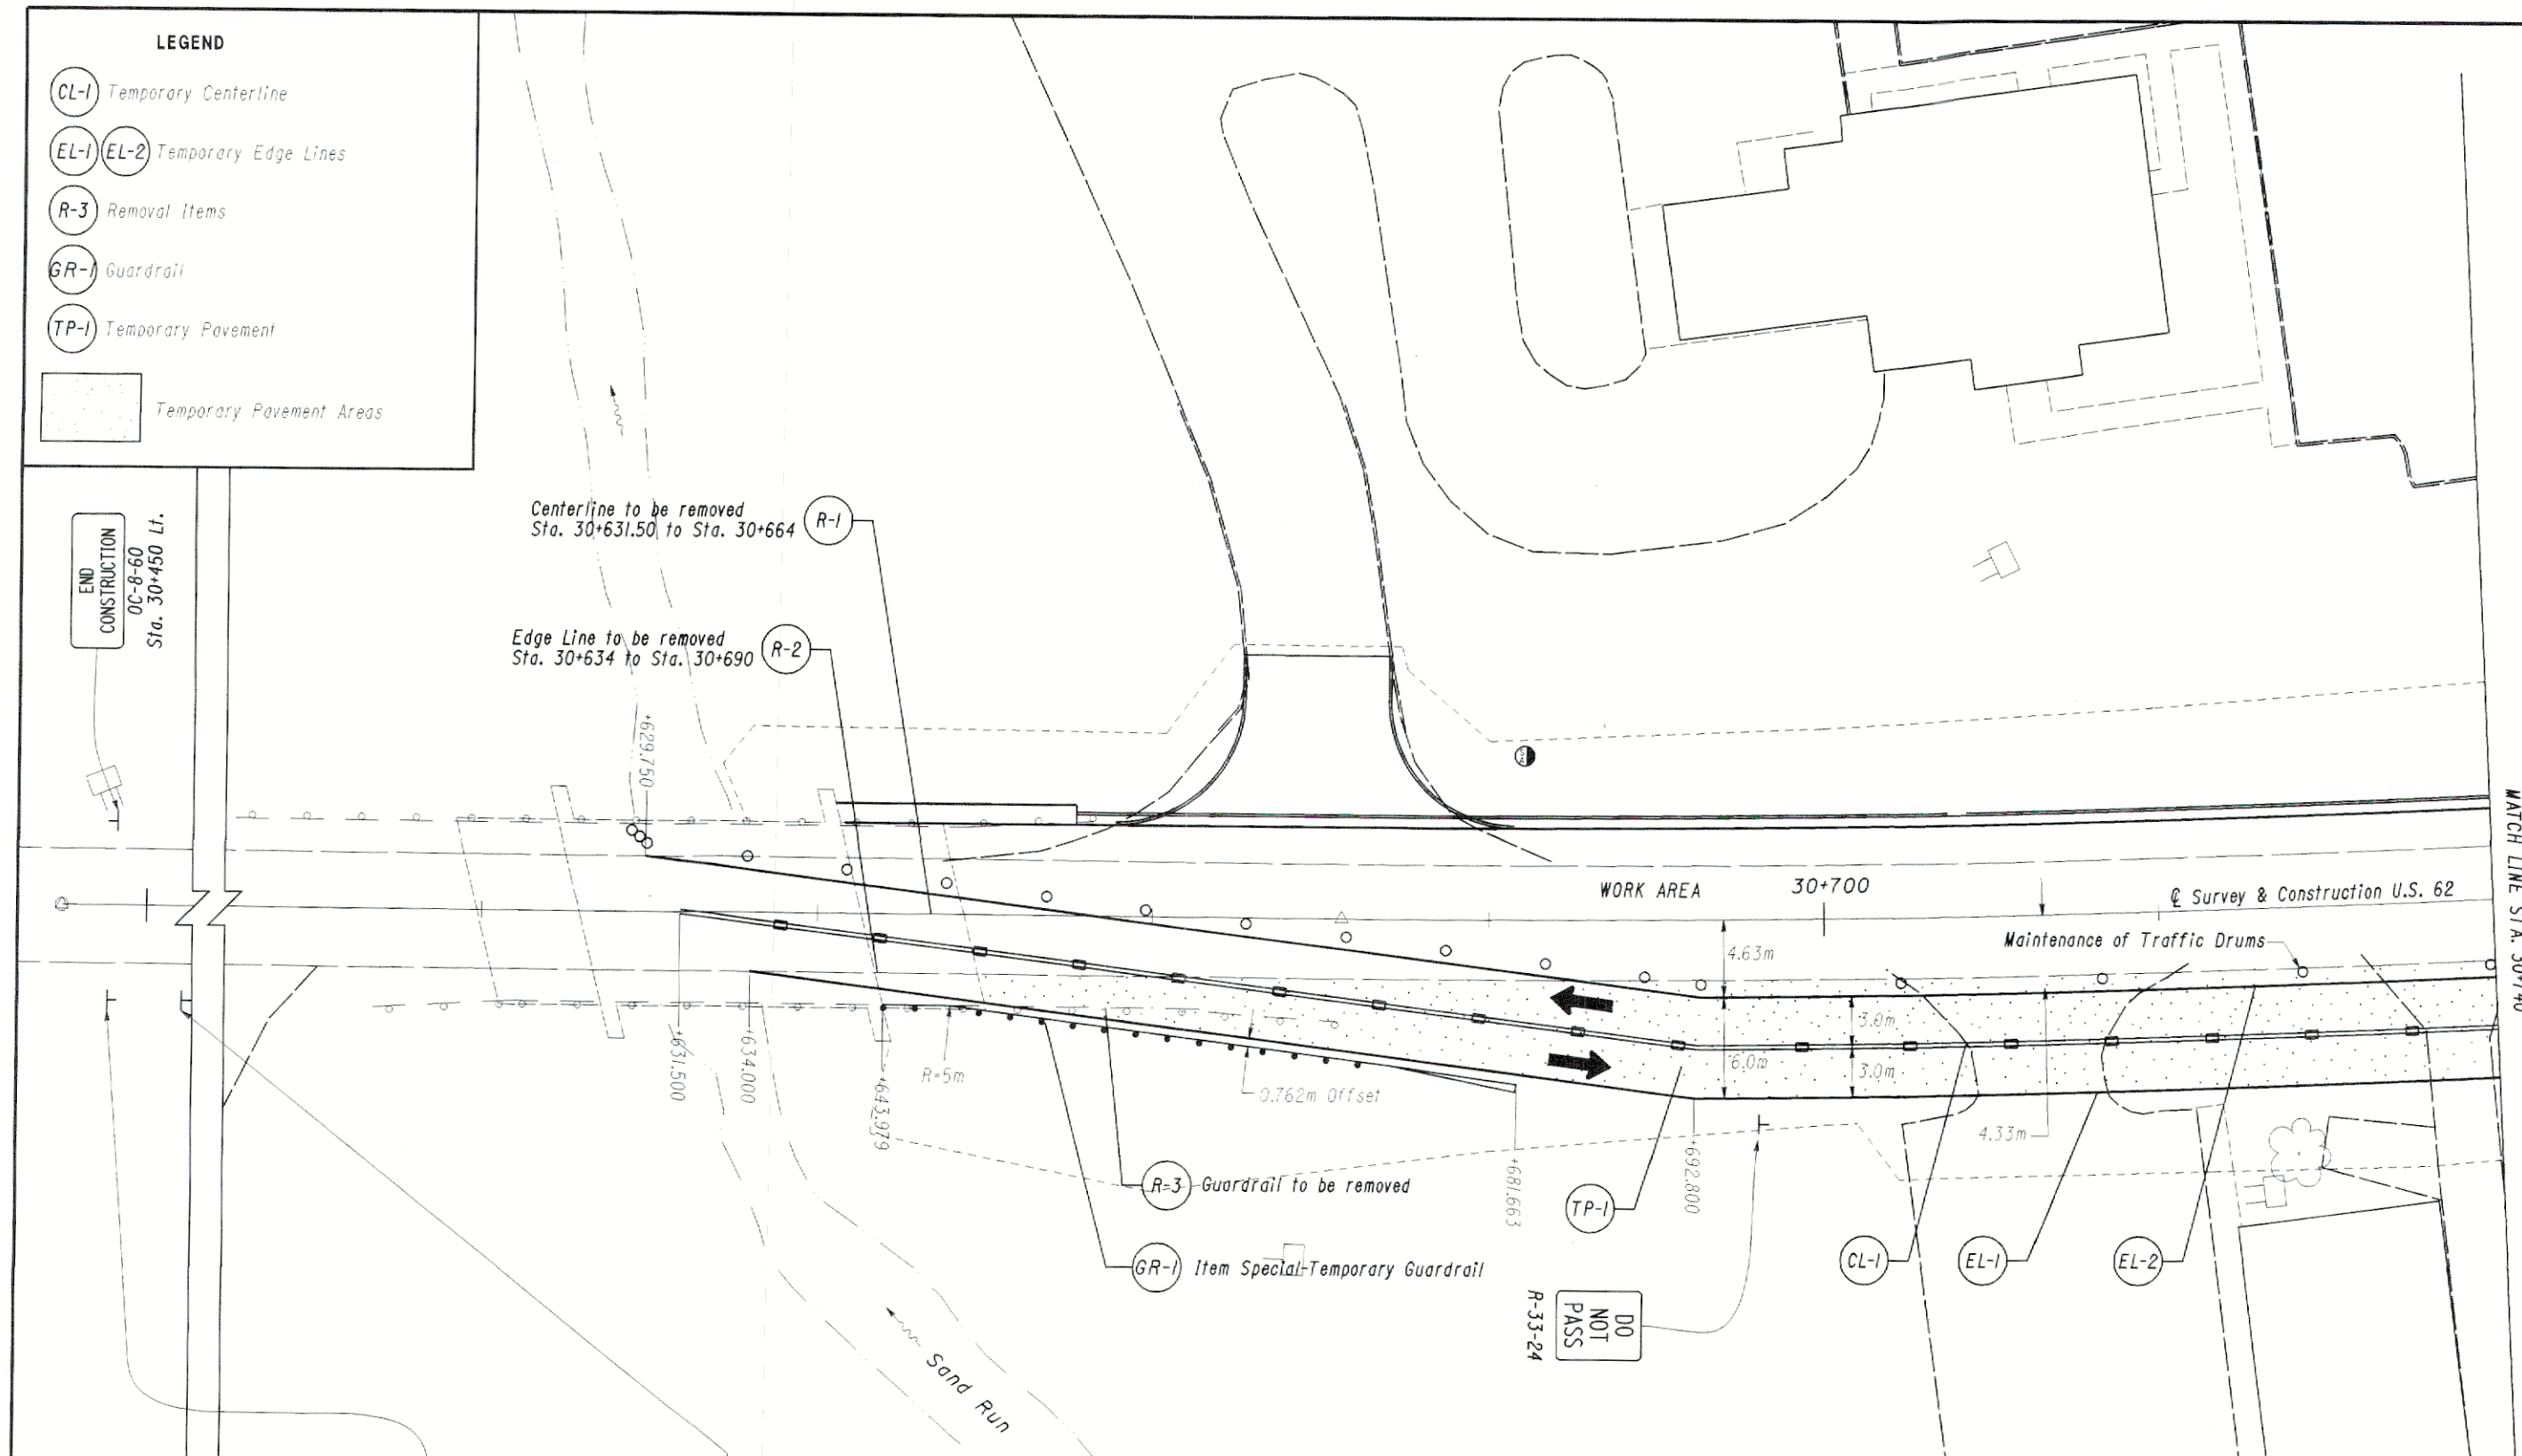 LEGEND
CL-1 Temporary Centerline
EL-1 EL-2 Temporary Edge Lines
R-3 Removal Items
GR-1 Guardrail
TP-1 Temporary Pavement
Temporary Pavement Areas
END
CONSTRUCTION
OC-8-60
Sta. 30+450 Lt.
Centerline to be removed
Sta. 30+631.50 to Sta. 30+664
R-1
Edge Line to be removed
Sta. 30+634 to Sta. 30+690
R-2
+629.750
WORK AREA
30+700
℄ Survey & Construction U.S. 62
MATCH LINE STA. 30+740
Maintenance of Traffic Drums
4.63m
3.0m
6.0m
3.0m
4.33m
+631.500
+634.000
+643.979
R=5m
0.762m Offset
+681.663
+692.800
R=3 Guardrail to be removed
GR-1 Item Special-Temporary Guardrail
TP-1
CL-1
EL-1
EL-2
DO
NOT
PASS
R-33-24
Sand Run